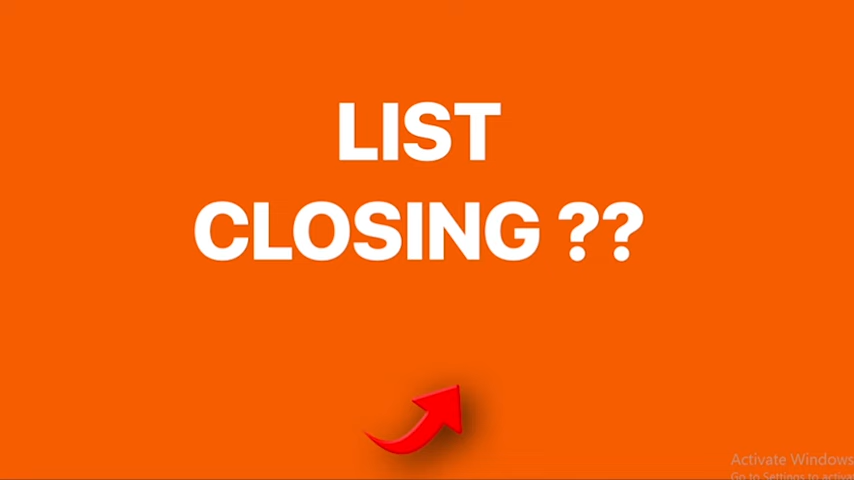 LIST
CLOSING ??
Activate Windows
Go to Settings to activat